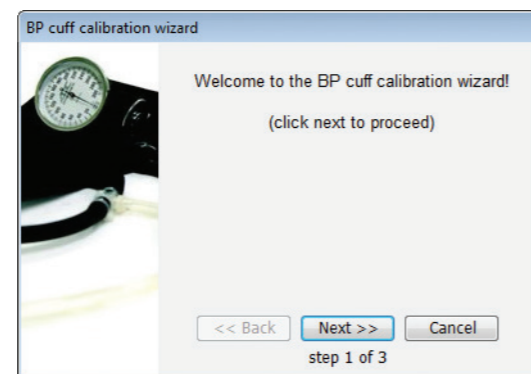 BP cuff calibration wizard
Welcome to the BP cuff calibration wizard!
(click next to proceed)
<< Back
Next >>
Cancel
step 1 of 3